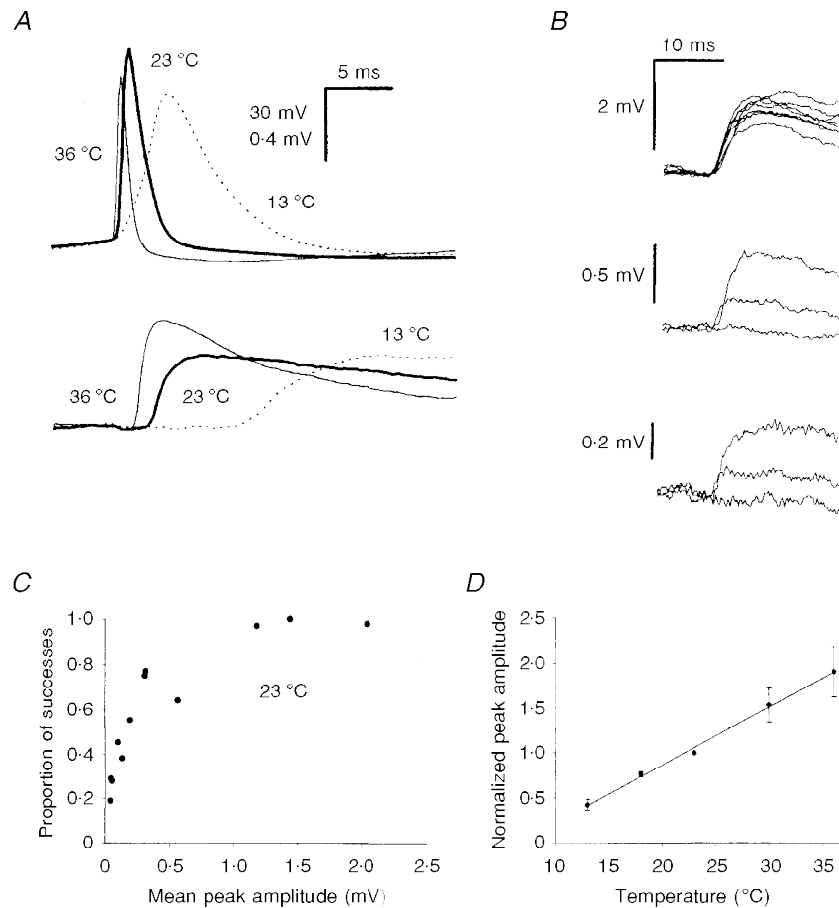 A
36 °C
23 °C
13 °C
5 ms
30 mV
0·4 mV
36 °C
23 °C
13 °C
B
10 ms
2 mV
0·5 mV
0·2 mV
C
Proportion of successes
1·0
0·8
0·6
0·4
0·2
0
23 °C
0
0·5
1·0
1·5
2·0
2·5
Mean peak amplitude (mV)
D
Normalized peak amplitude
2·5
2·0
1·5
1·0
0·5
0
10
15
20
25
30
35
Temperature (°C)